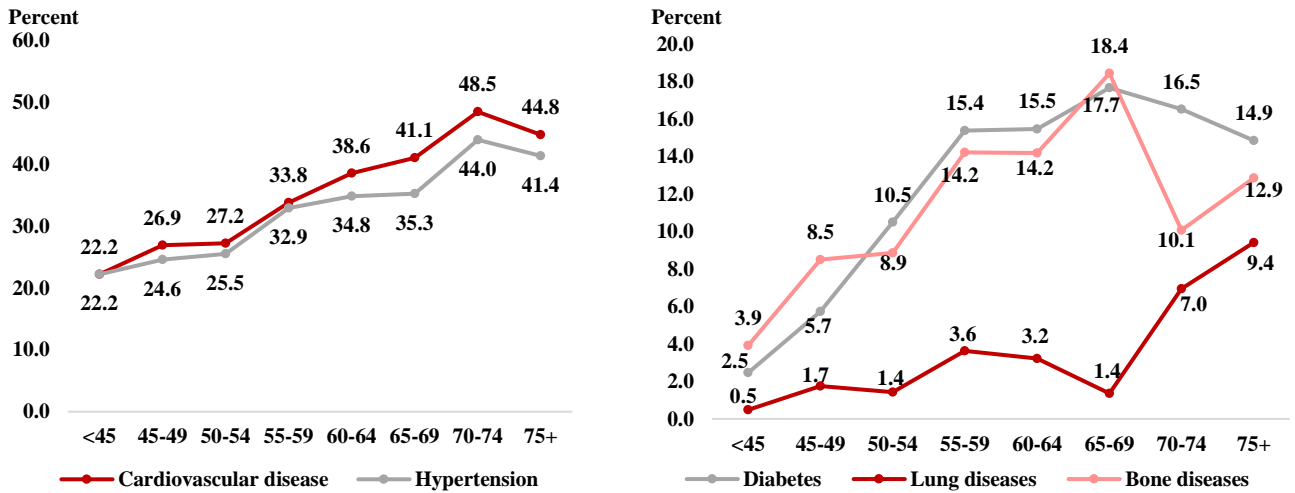 Percent
60.0
50.0
40.0
30.0
20.0
10.0
0.0
22.2 26.9 27.2 33.8 38.6 41.1 48.5 44.8
22.2 24.6 25.5 32.9 34.8 35.3 44.0 41.4
<45 45-49 50-54 55-59 60-64 65-69 70-74 75+
Cardiovascular disease Hypertension
Percent
20.0
18.0
16.0
14.0
12.0
10.0
8.0
6.0
4.0
2.0
0.0
2.5 5.7 10.5 15.4 15.5 17.7 16.5 14.9
3.9 8.5 8.9 14.2 14.2 18.4 10.1 12.9
0.5 1.7 1.4 3.6 3.2 1.4 7.0 9.4
<45 45-49 50-54 55-59 60-64 65-69 70-74 75+
Diabetes Lung diseases Bone diseases